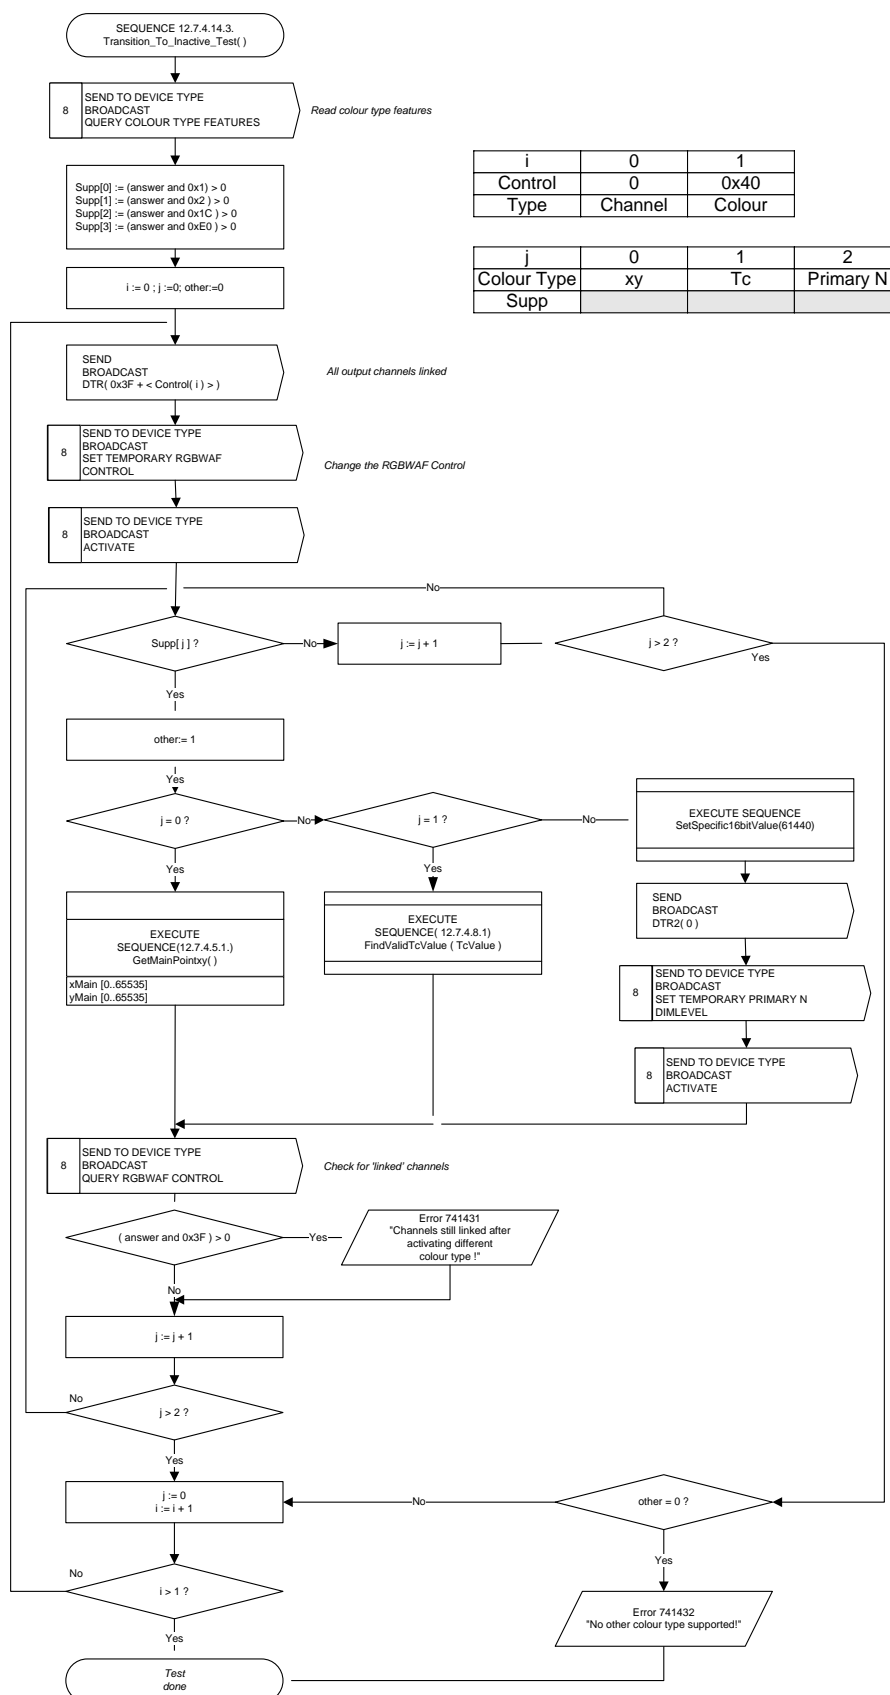 SEQUENCE 12.7.4.14.3.
Transition_To_Inactive_Test( )
8
SEND TO DEVICE TYPE
BROADCAST
QUERY COLOUR TYPE FEATURES
Read colour type features
Supp[0] := (answer and 0x1) > 0
Supp[1] := (answer and 0x2 ) > 0
Supp[2] := (answer and 0x1C ) > 0
Supp[3] := (answer and 0xE0 ) > 0
i 0 1
Control 0 0x40
Type Channel Colour
j 0 1 2
Colour Type xy Tc Primary N
Supp
i := 0 ; j :=0; other:=0
SEND
BROADCAST
DTR( 0x3F + < Control( i ) > )
All output channels linked
8
SEND TO DEVICE TYPE
BROADCAST
SET TEMPORARY RGBWAF
CONTROL
Change the RGBWAF Control
8
SEND TO DEVICE TYPE
BROADCAST
ACTIVATE
No
Supp[ j ] ?
No
j := j + 1
j > 2 ?
Yes
Yes
other:= 1
Yes
j = 0 ?
No
j = 1 ?
No
EXECUTE SEQUENCE
SetSpecific16bitValue(61440)
Yes
Yes
EXECUTE
SEQUENCE(12.7.4.5.1.)
GetMainPointxy( )
xMain [0..65535]
yMain [0..65535]
EXECUTE
SEQUENCE( 12.7.4.8.1)
FindValidTcValue ( TcValue )
SEND
BROADCAST
DTR2( 0 )
8
SEND TO DEVICE TYPE
BROADCAST
SET TEMPORARY PRIMARY N
DIMLEVEL
8
SEND TO DEVICE TYPE
BROADCAST
ACTIVATE
8
SEND TO DEVICE TYPE
BROADCAST
QUERY RGBWAF CONTROL
Check for 'linked' channels
( answer and 0x3F ) > 0
Yes
Error 741431
"Channels still linked after
activating different
colour type !"
No
j := j + 1
No
j > 2 ?
Yes
j := 0
i := i + 1
No
other = 0 ?
Yes
No
i > 1 ?
Yes
Error 741432
"No other colour type supported!"
Test
done